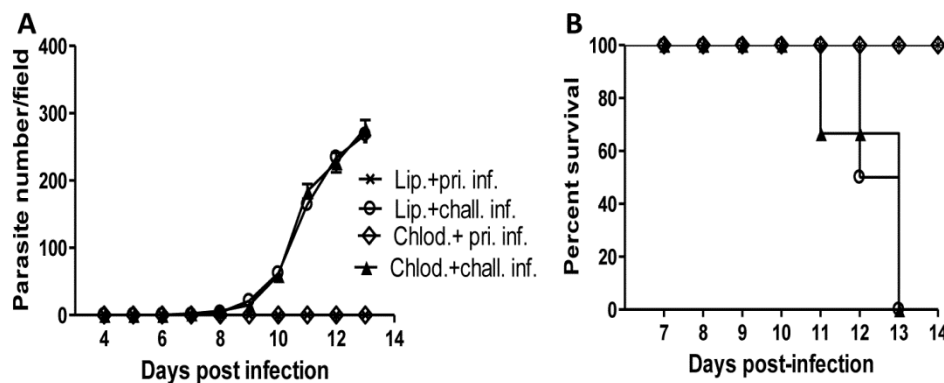 A
Parasite number/field
400
300
200
100
0
4 6 8 10 12 14
Days post infection
Lip.+pri. inf.
Lip.+chall. inf.
Chlod.+ pri. inf.
Chlod.+chall. inf.
B
Percent survival
100
80
60
40
20
0
7 8 9 10 11 12 13 14
Days post-infection